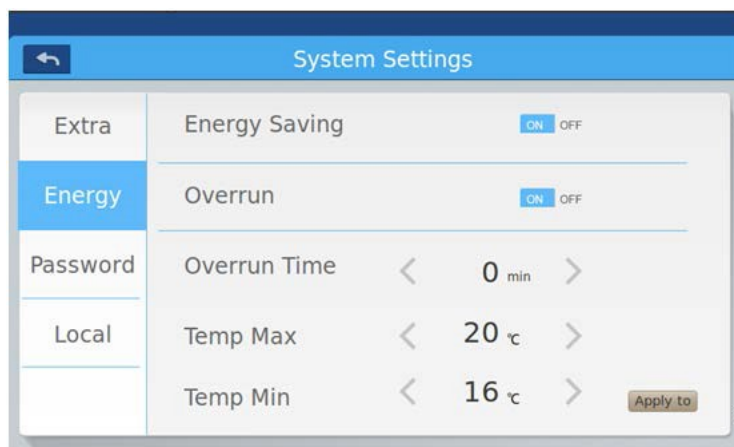 System Settings
Extra
Energy
Password
Local
Energy Saving ON OFF
Overrun ON OFF
Overrun Time 0 min
Temp Max 20 ℃
Temp Min 16 ℃
Apply to